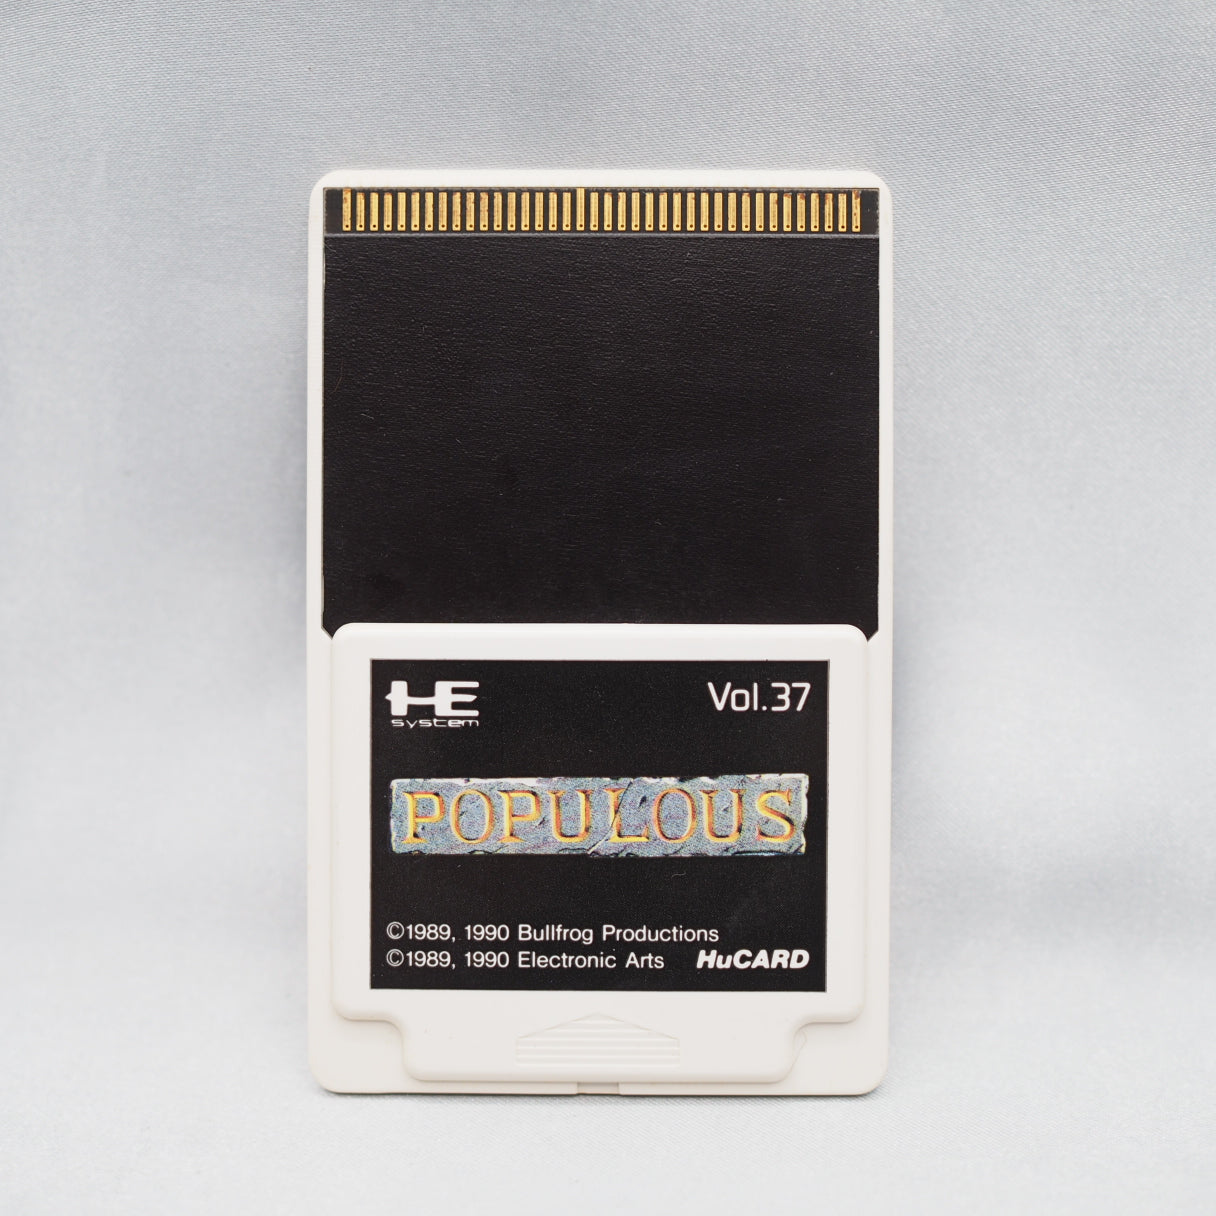 HE Vol.37
system
POPULOUS
©1989, 1990 Bullfrog Productions
©1989, 1990 Electronic Arts HuCARD